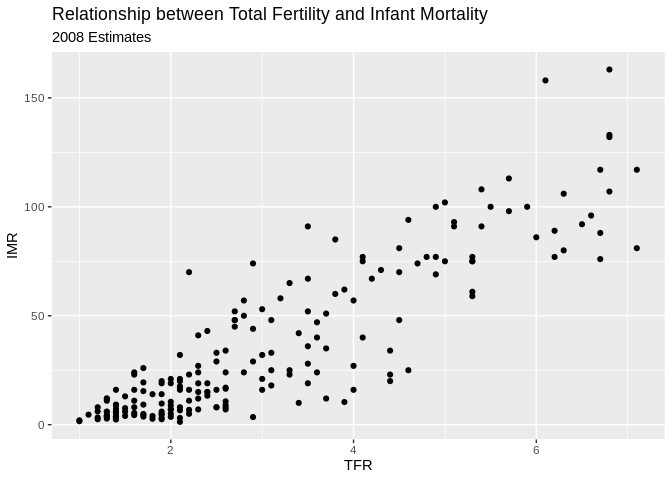 Relationship between Total Fertility and Infant Mortality
2008 Estimates
150
100
50
0
IMR
2
4
6
TFR